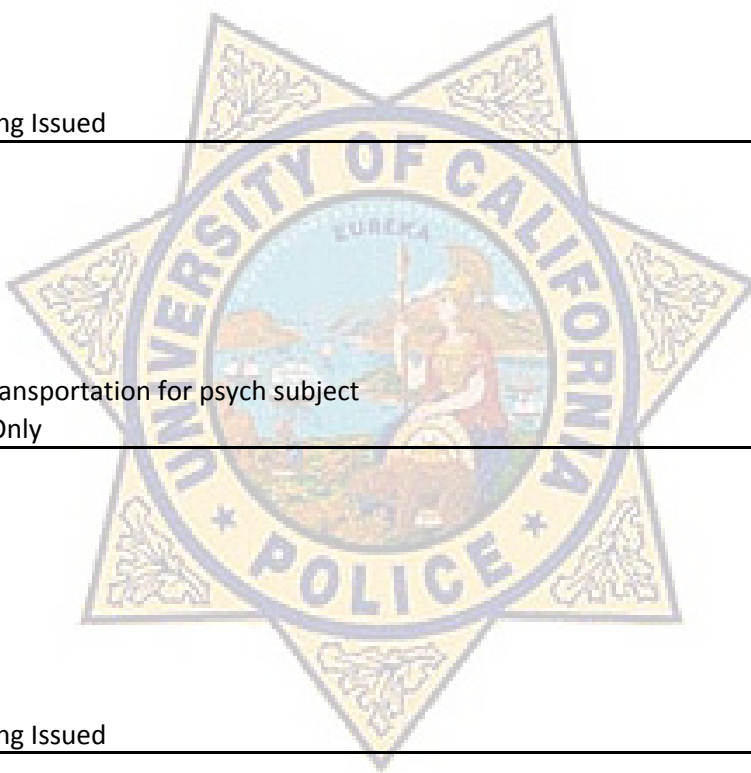 ng Issued
UNIVERSITY OF CALIFORNIA
EUREKA
ansportation for psych subject
Only
★ POLICE ★
ng Issued